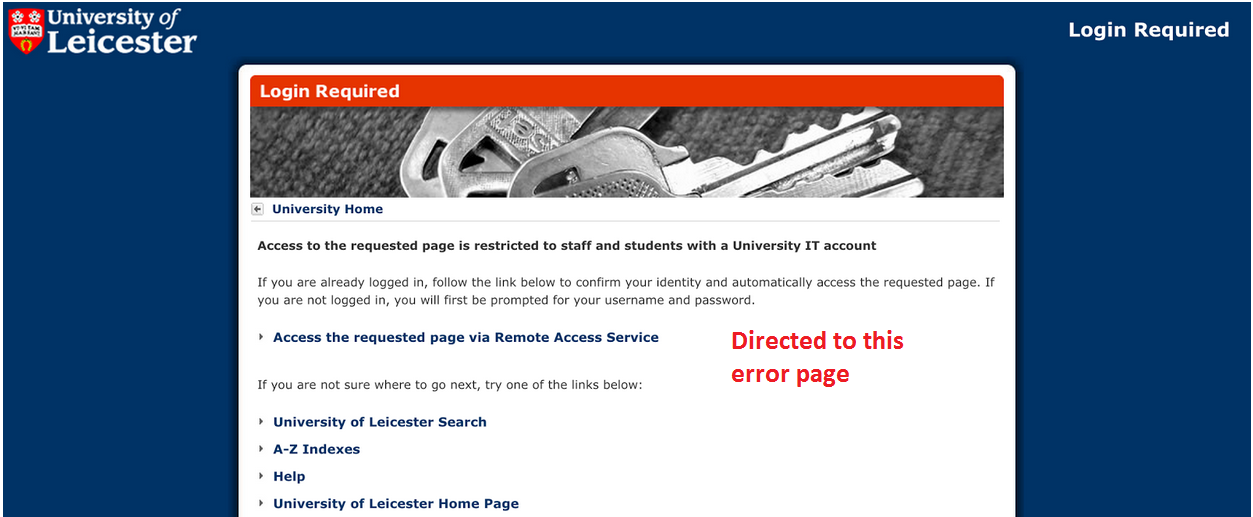 University of
Leicester
Login Required
Login Required
University Home
Access to the requested page is restricted to staff and students with a University IT account
If you are already logged in, follow the link below to confirm your identity and automatically access the requested page. If
you are not logged in, you will first be prompted for your username and password.
Access the requested page via Remote Access Service
Directed to this
error page
If you are not sure where to go next, try one of the links below:
University of Leicester Search
A-Z Indexes
Help
University of Leicester Home Page